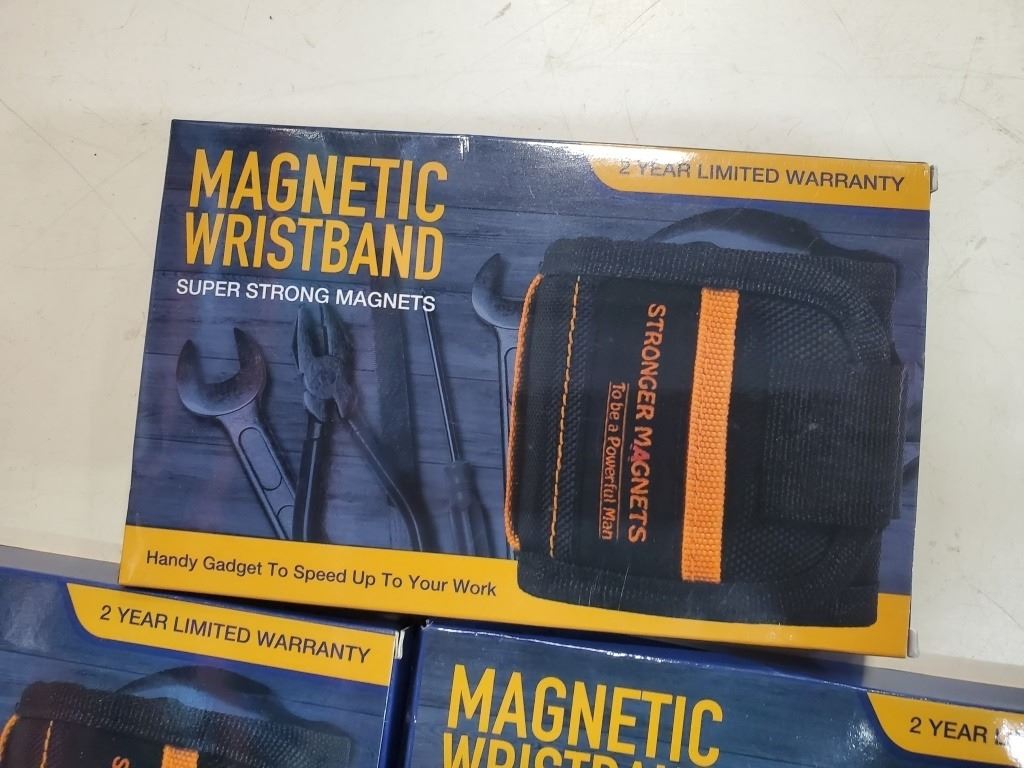 MAGNETIC
WRISTBAND
SUPER STRONG MAGNETS
2 YEAR LIMITED WARRANTY
STRONGER MAGNETS
To be a Powerful Man
Handy Gadget To Speed Up To Your Work
2 YEAR LIMITED WARRANTY
MAGNETIC
WRISTBAND
2 YEAR